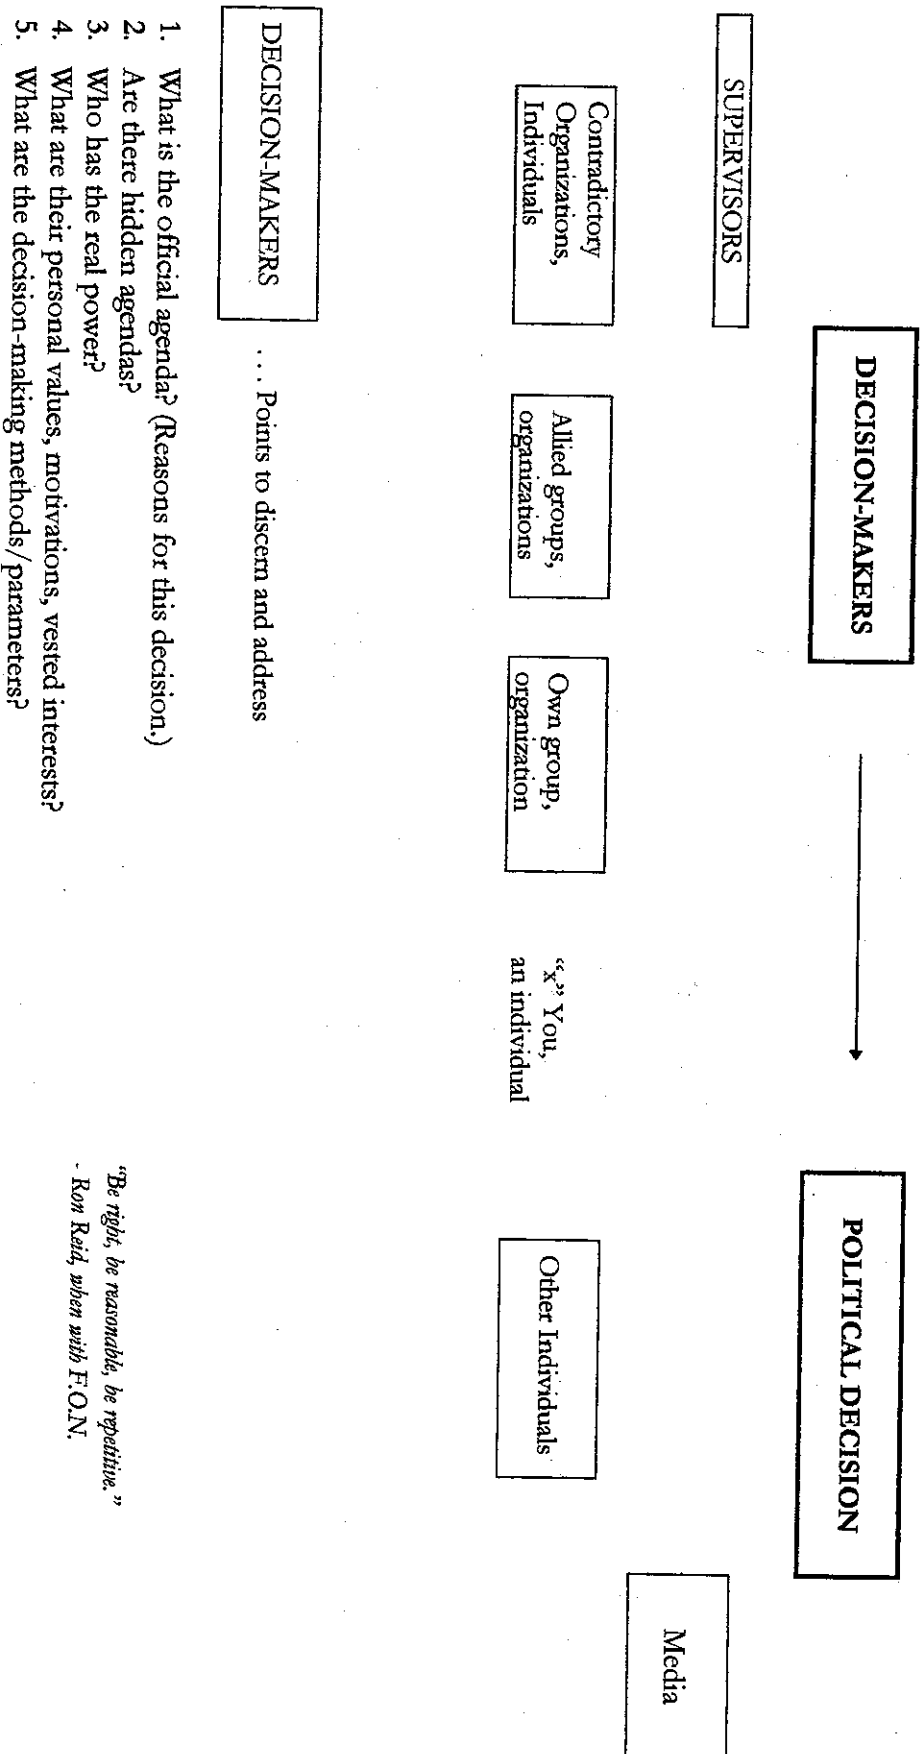 DECISION-MAKERS
POLITICAL DECISION
SUPERVISORS
Media
Contradictory
Organizations,
Individuals
Allied groups,
organizations
Own group,
organization
“x” You,
an individual
Other Individuals
DECISION-MAKERS
. . . Points to discern and address
1. What is the official agenda? (Reasons for this decision.)
2. Are there hidden agendas?
3. Who has the real power?
4. What are their personal values, motivations, vested interests?
5. What are the decision-making methods/parameters?
“Be right, be reasonable, be repetitive.”
- Ron Reid, when with F.O.N.